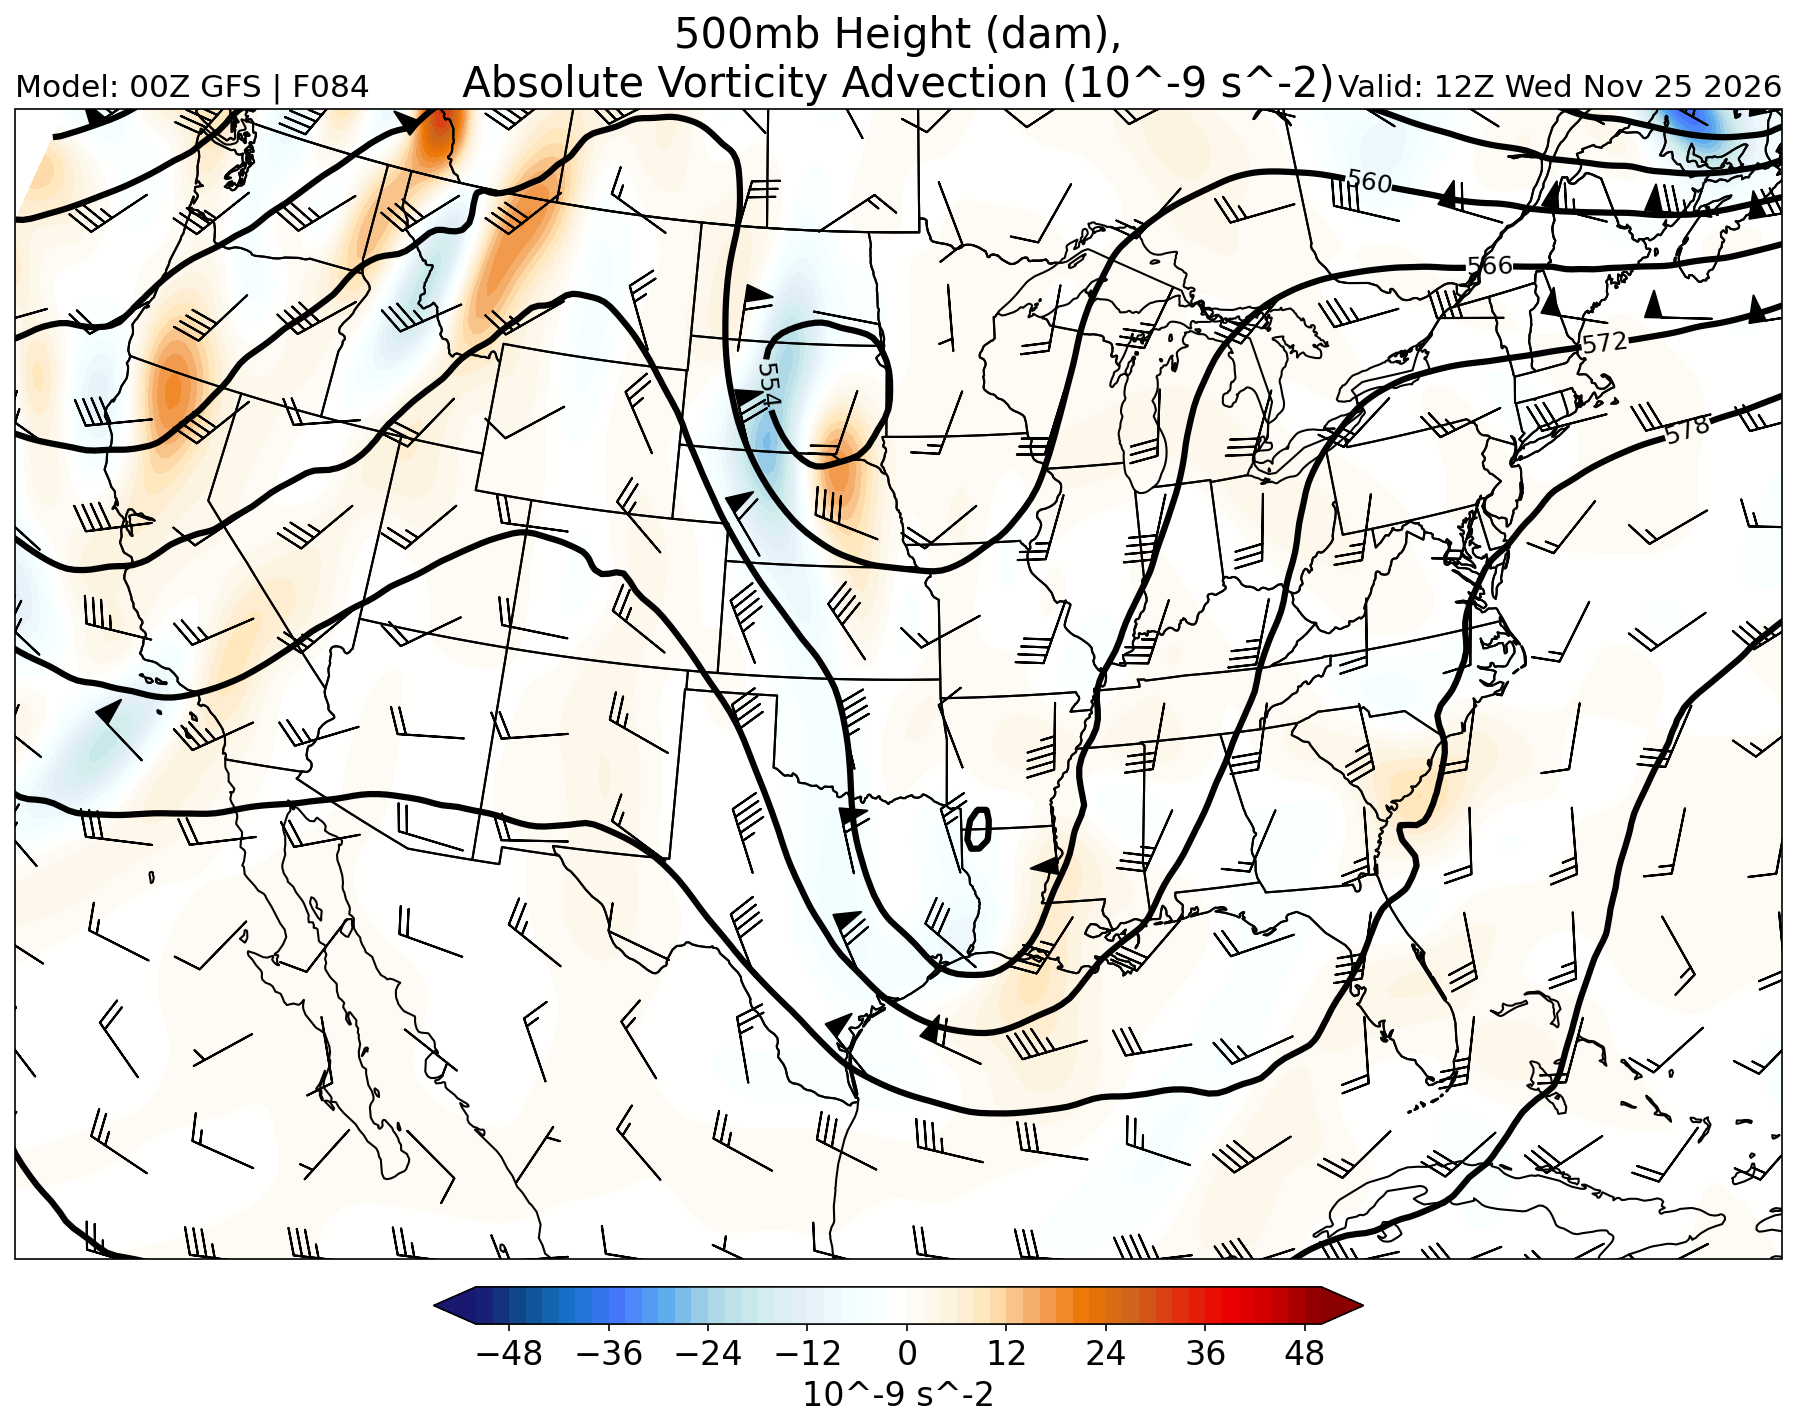 500mb Height (dam),
Model: 00Z GFS | F084
Absolute Vorticity Advection (10^-9 s^-2)
Valid: 12Z Wed Nov 25 2026
560
566
572
578
554
−48 −36 −24 −12 0 12 24 36 48
10^-9 s^-2